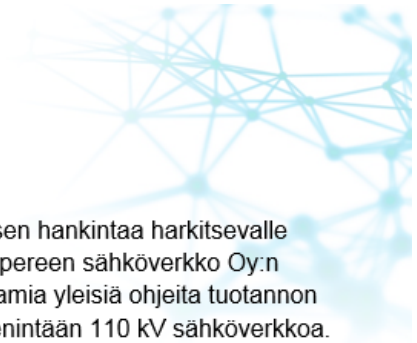 sen hankintaa harkitsevalle
pereen sähköverkko Oy:n
amia yleisiä ohjeita tuotannon
enintään 110 kV sähköverkkoa.